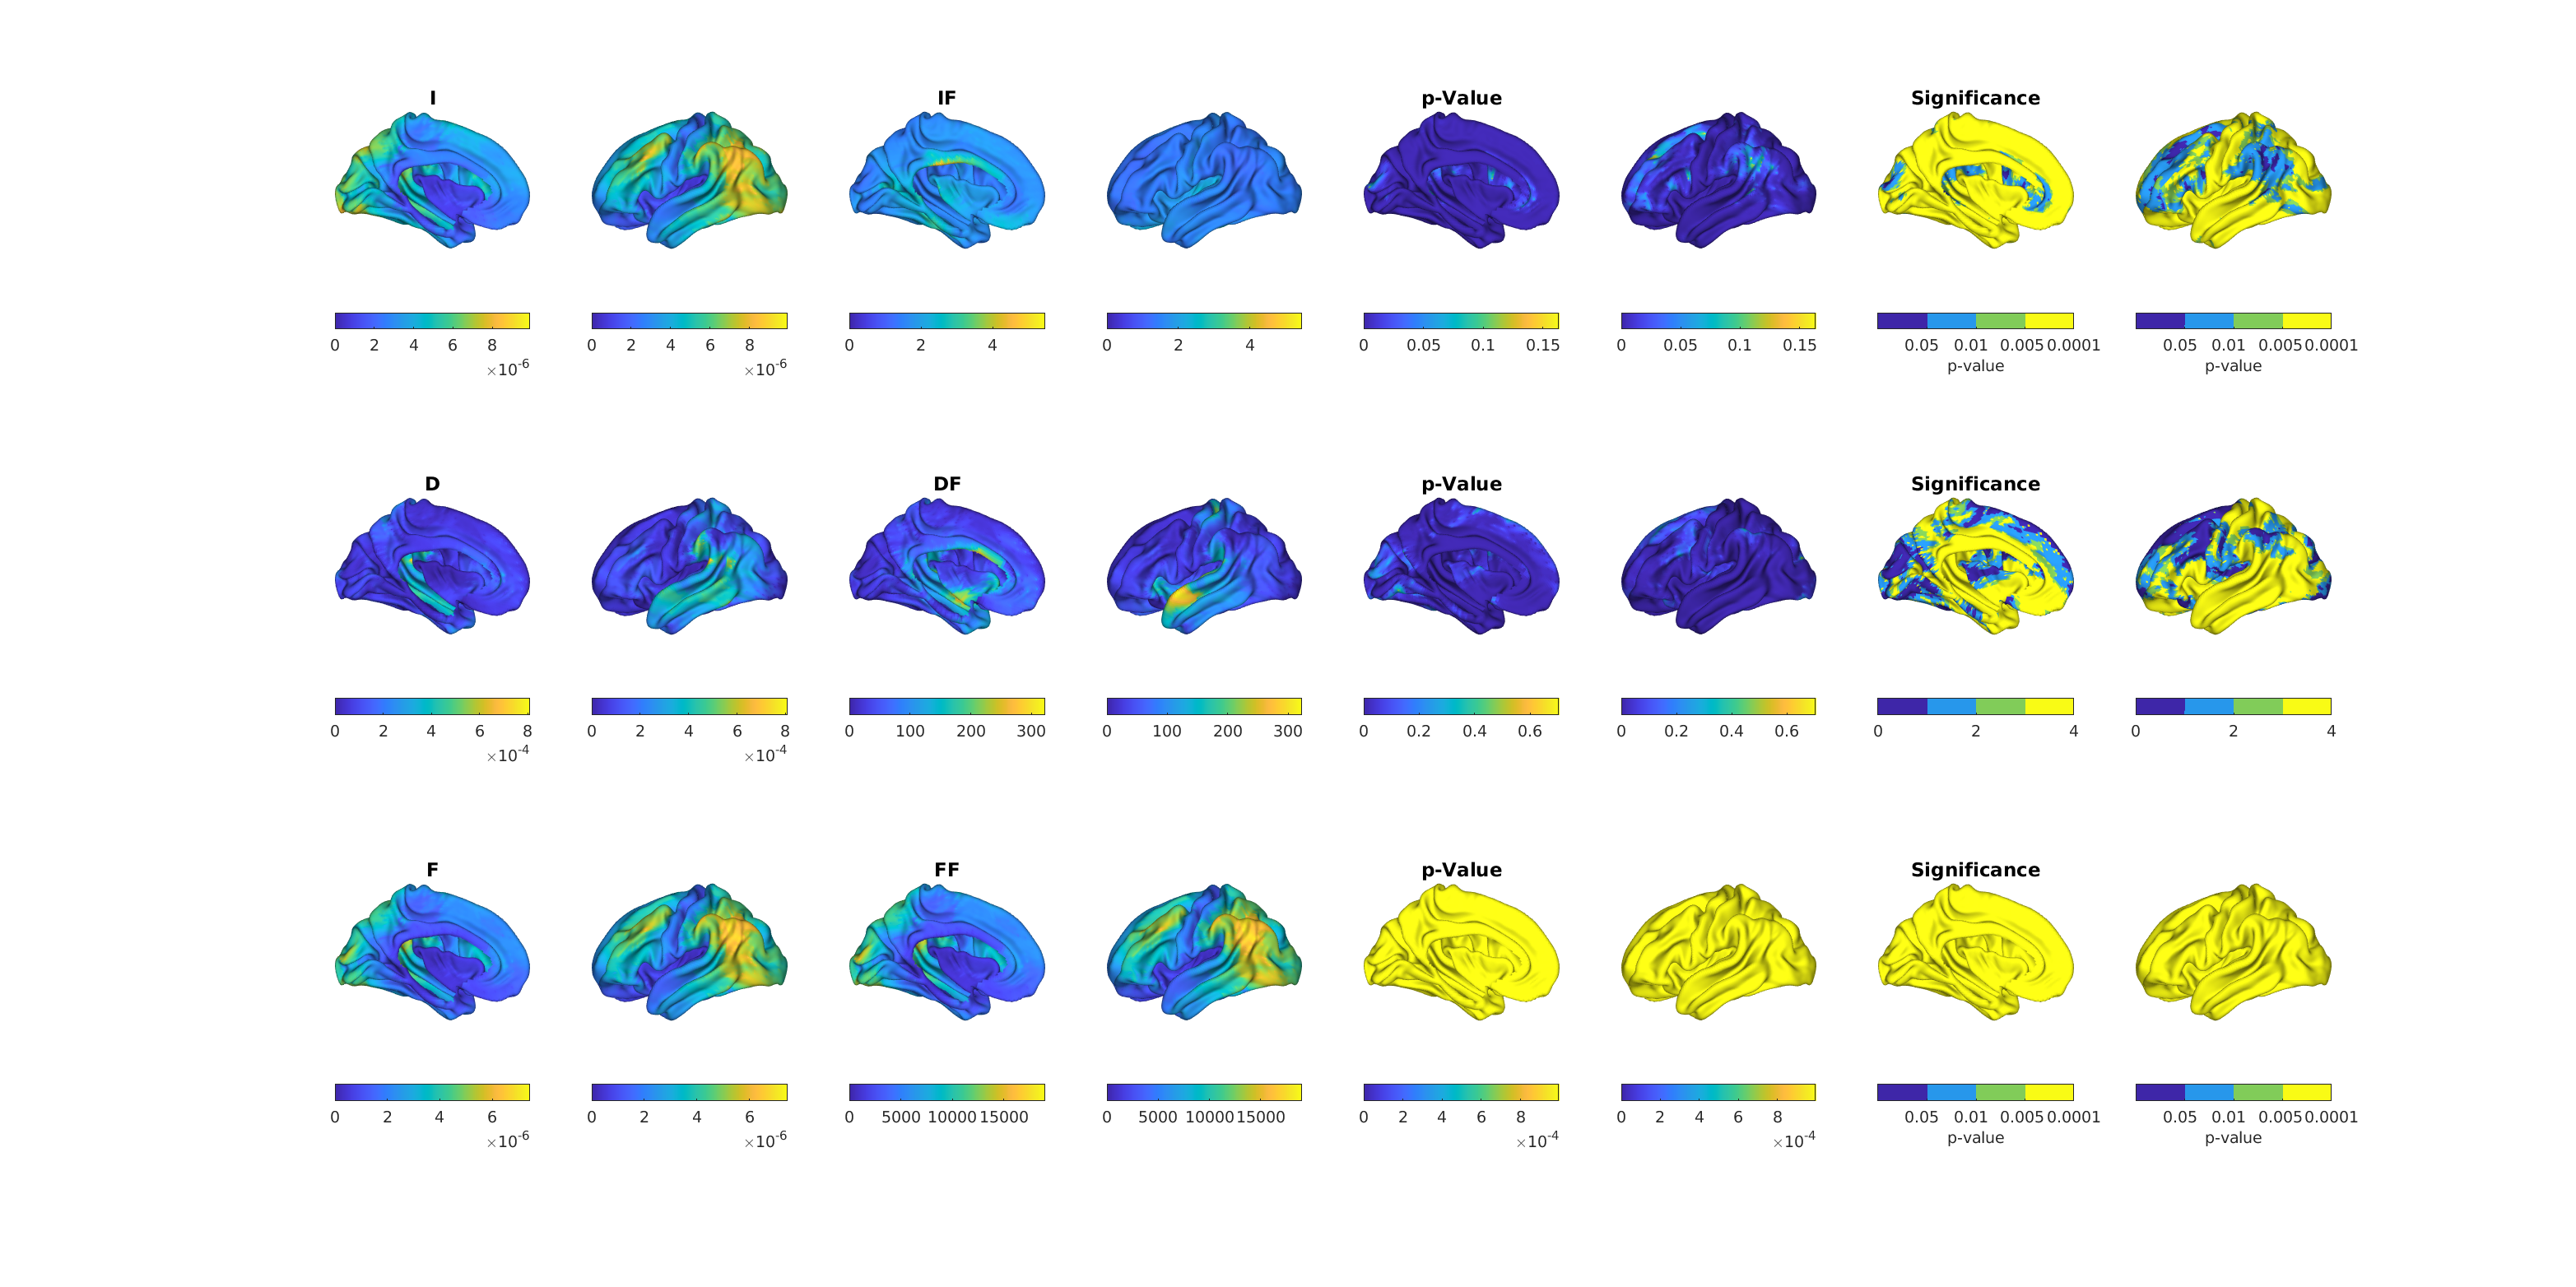 I IF p-Value Significance
0 2 4 6 8 0 2 4 6 8 0 2 4 0 2 4 0 0.05 0.1 0.15 0 0.05 0.1 0.15 0.05 0.01 0.005 0.0001 0.05 0.01 0.005 0.0001
×10-6 ×10-6 p-value p-value
D DF p-Value Significance
0 2 4 6 8 0 2 4 6 8 0 100 200 300 0 100 200 300 0 0.2 0.4 0.6 0 0.2 0.4 0.6 0 2 4 0 2 4
×10-4 ×10-4
F FF p-Value Significance
0 2 4 6 0 2 4 6 0 5000 10000 15000 0 5000 10000 15000 0 2 4 6 8 0 2 4 6 8 0.05 0.01 0.005 0.0001 0.05 0.01 0.005 0.0001
×10-6 ×10-6 ×10-4 ×10-4 p-value p-value